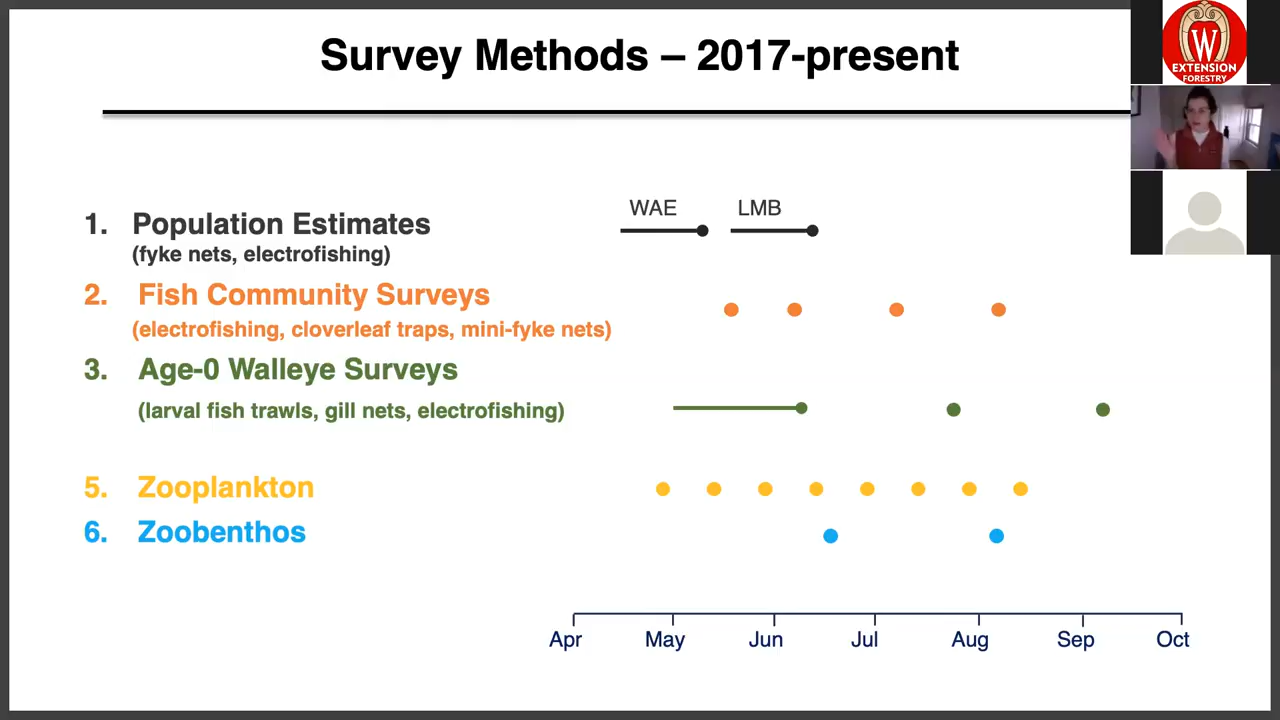 Survey Methods – 2017-present
W
EXTENSION
FORESTRY
1. Population Estimates
(fyke nets, electrofishing)
WAE LMB
2. Fish Community Surveys
(electrofishing, cloverleaf traps, mini-fyke nets)
3. Age-0 Walleye Surveys
(larval fish trawls, gill nets, electrofishing)
5. Zooplankton
6. Zoobenthos
Apr May Jun Jul Aug Sep Oct